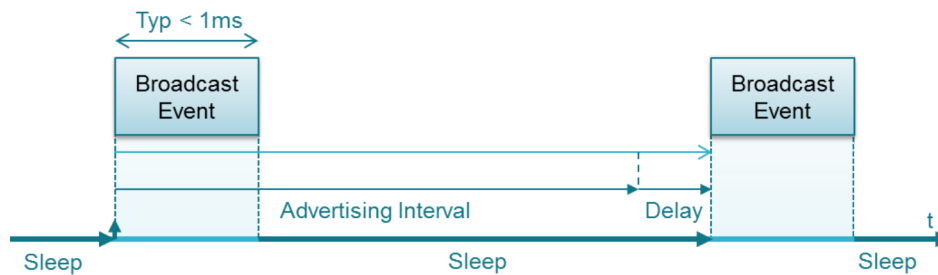 Typ < 1ms
Broadcast
Event
Broadcast
Event
Advertising Interval
Delay
t
Sleep
Sleep
Sleep